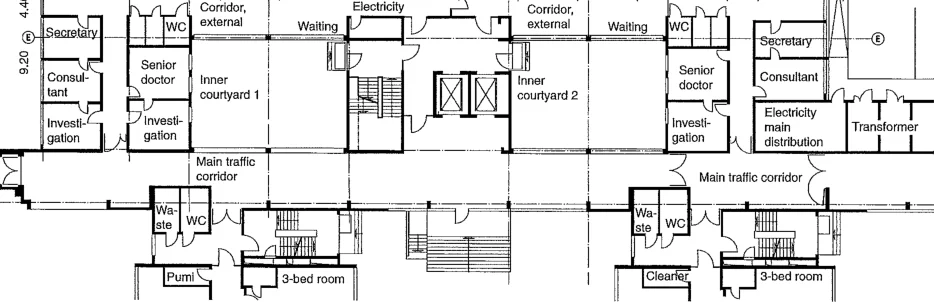 4.40
Corridor,
external
Electricity
Corridor,
external
WC
Waiting
WC
Waiting
E
Secretary
Secretary
E
9.20
Consul-
tant
Senior
doctor
Inner
courtyard 1
Inner
courtyard 2
Senior
doctor
Consultant
Investi-
gation
Investi-
gation
Investi-
gation
Electricity
main
distribution
Transformer
Main traffic
corridor
Main traffic corridor
Wa-
ste
WC
Wa-
ste
WC
Pumi
3-bed room
Cleaner
3-bed room